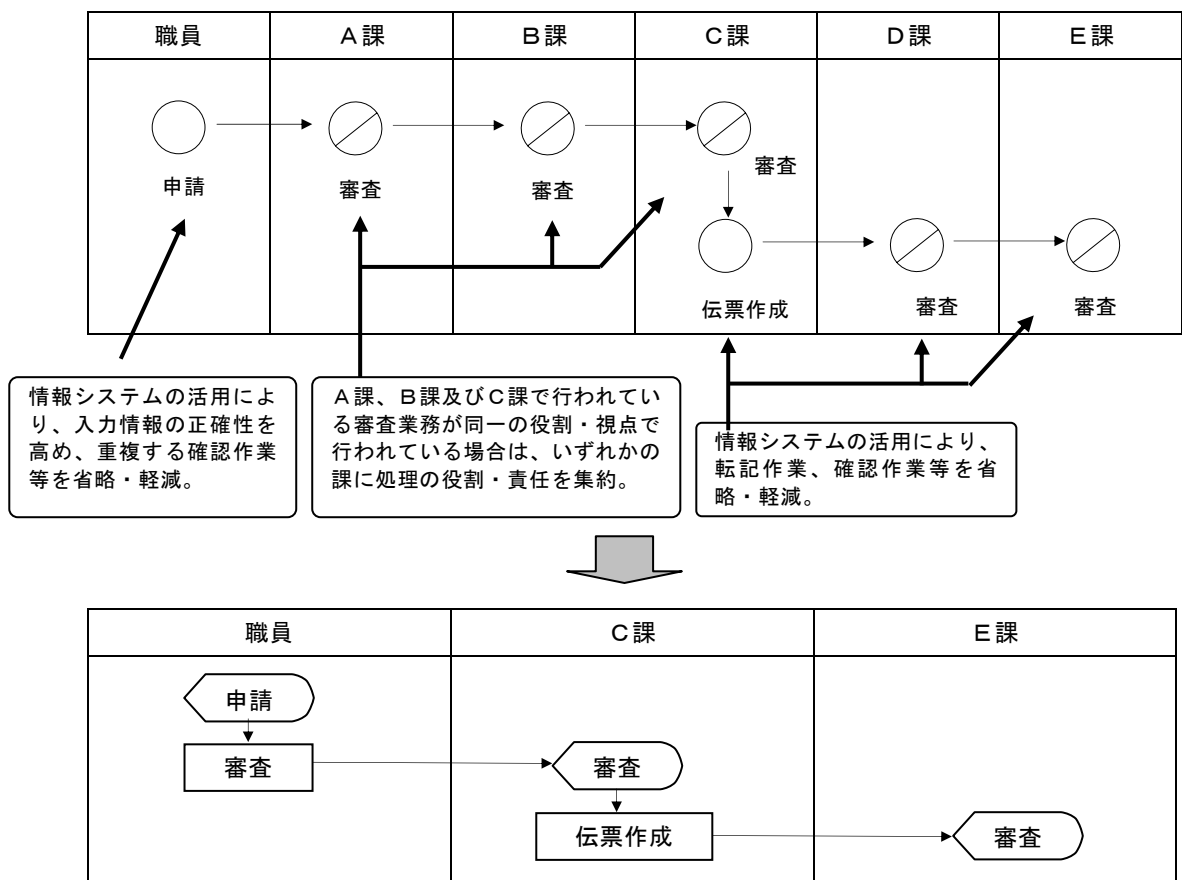 職員 A課 B課 C課 D課 E課
申請
審査
審査
審査
伝票作成
審査
審査
情報システムの活用によ
り、入力情報の正確性を
高め、重複する確認作業
等を省略・軽減。
A課、B課及びC課で行われてい
る審査業務が同一の役割・視点で
行われている場合は、いずれかの
課に処理の役割・責任を集約。
情報システムの活用により、
転記作業、確認作業等を省
略・軽減。
職員 C課 E課
申請
審査
審査
伝票作成
審査